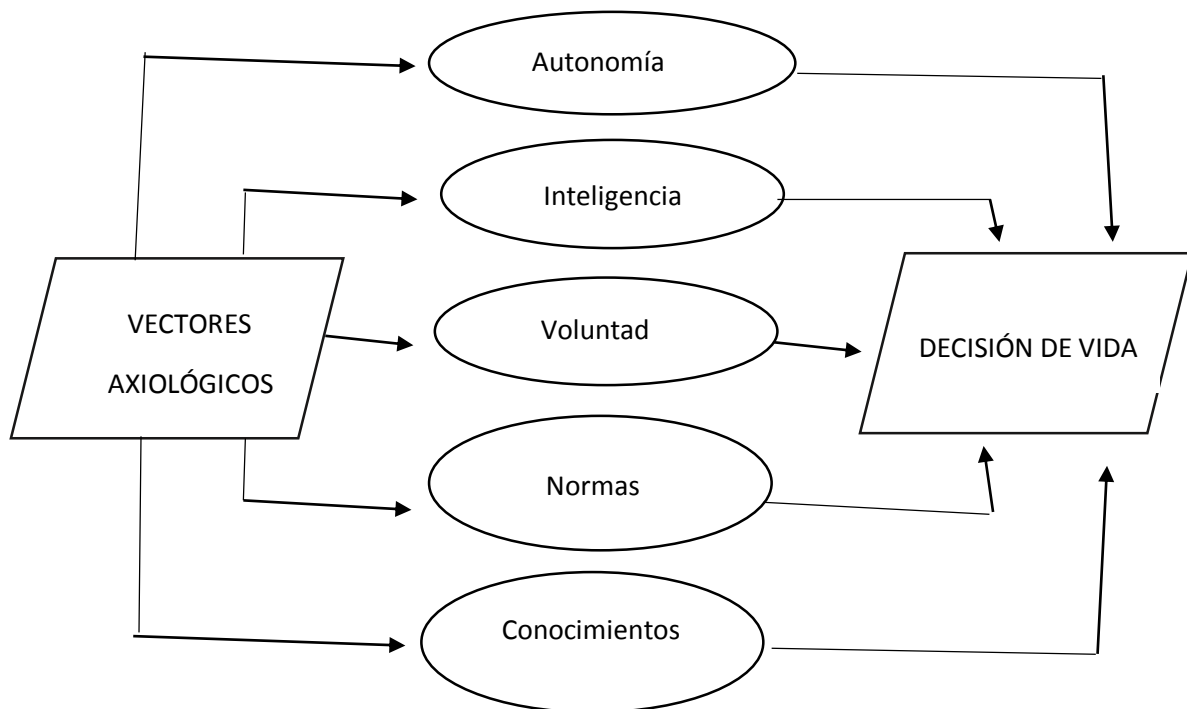 Autonomía
Inteligencia
VECTORES
AXIOLÓGICOS
Voluntad
DECISIÓN DE VIDA
Normas
Conocimientos